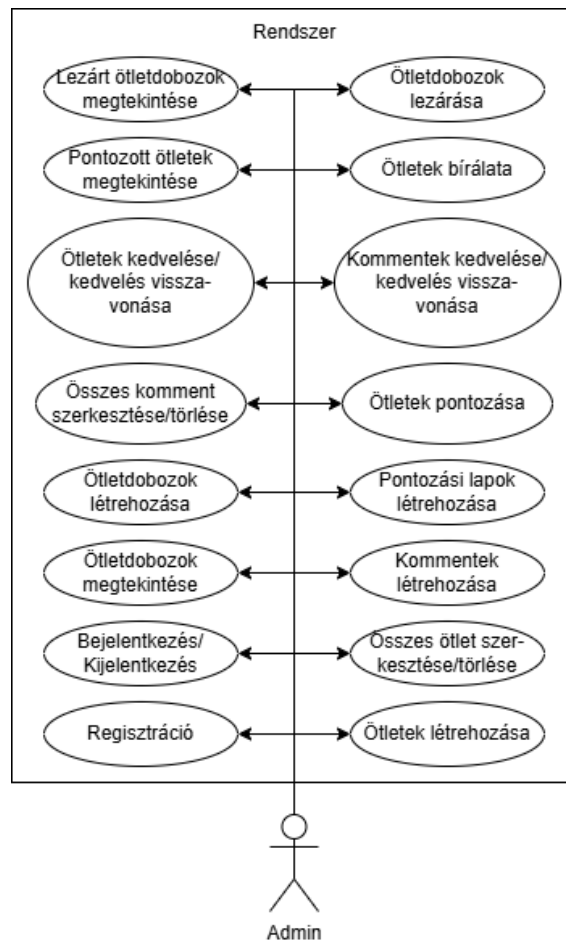 Rendszer
Lezárt ötletdobozok
megtekintése
Ötletdobozok
lezárása
Pontozott ötletek
megtekintése
Ötletek bírálata
Ötletek kedvelése/
kedvelés vissza-
vonása
Kommentek kedvelése/
kedvelés vissza-
vonása
Összes komment
szerkesztése/törlése
Ötletek pontozása
Ötletdobozok
létrehozása
Pontozási lapok
létrehozása
Ötletdobozok
megtekintése
Kommentek
létrehozása
Bejelentkezés/
Kijelentkezés
Összes ötlet szer-
kesztése/törlése
Regisztráció
Ötletek létrehozása
Admin